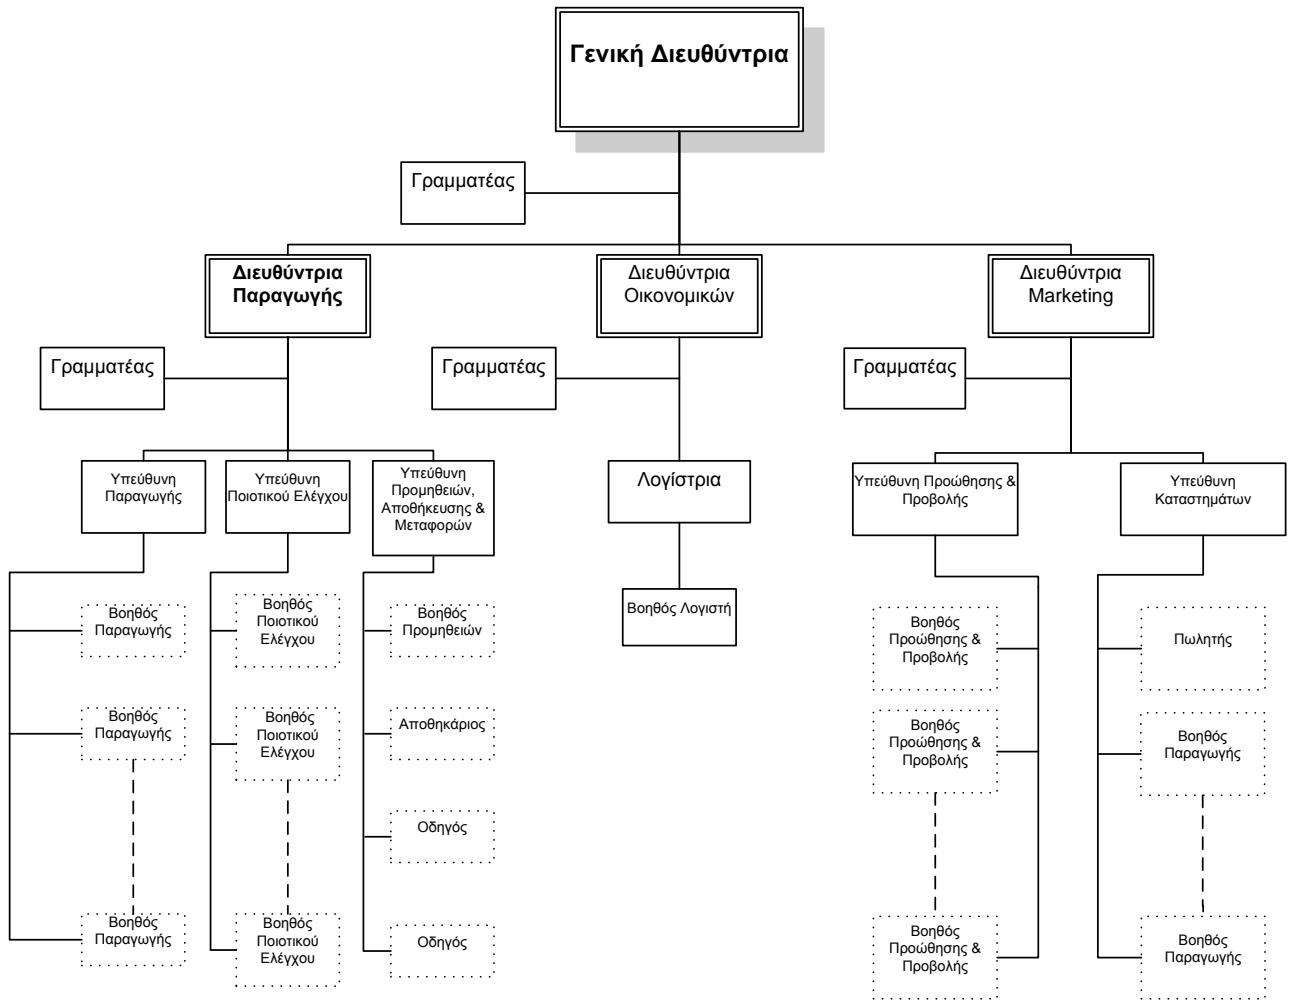 Γενική Διευθύντρια
Γραμματέας
Διευθύντρια
Παραγωγής
Διευθύντρια
Οικονομικών
Διευθύντρια
Marketing
Γραμματέας
Γραμματέας
Γραμματέας
Υπεύθυνη
Παραγωγής
Υπεύθυνη
Ποιοτικού Ελέγχου
Υπεύθυνη
Προμηθειών,
Αποθήκευσης &
Μεταφορών
Λογίστρια
Υπεύθυνη Προώθησης &
Προβολής
Υπεύθυνη
Καταστημάτων
Βοηθός
Παραγωγής
Βοηθός
Ποιοτικού
Ελέγχου
Βοηθός
Προμηθειών
Βοηθός Λογιστή
Βοηθός
Προώθησης &
Προβολής
Πωλητής
Βοηθός
Παραγωγής
Βοηθός
Ποιοτικού
Ελέγχου
Αποθηκάριος
Βοηθός
Προώθησης &
Προβολής
Βοηθός
Παραγωγής
Οδηγός
Βοηθός
Παραγωγής
Βοηθός
Ποιοτικού
Ελέγχου
Οδηγός
Βοηθός
Προώθησης &
Προβολής
Βοηθός
Παραγωγής